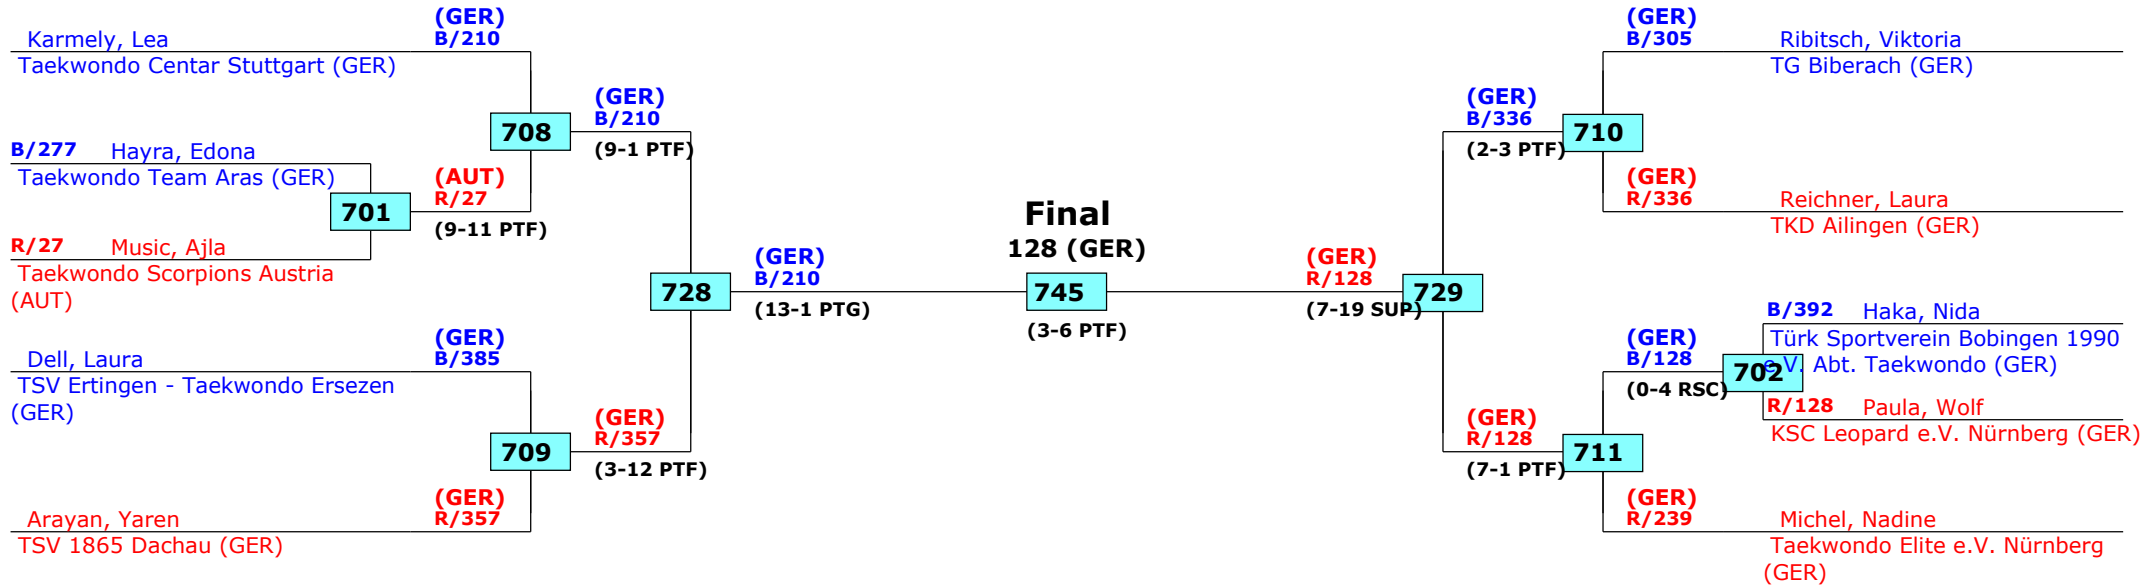 (GER)
Karmely, Lea B/210
Taekwondo Centar Stuttgart (GER)
(GER)
B/210
708
(9-1 PTF)
B/277 Hayra, Edona
Taekwondo Team Aras (GER)
(AUT)
R/27
701
(9-11 PTF)
R/27 Music, Ajla
Taekwondo Scorpions Austria
(AUT)
(GER)
B/210
728
(13-1 PTG)
(GER)
Dell, Laura B/385
TSV Ertingen - Taekwondo Ersezen
(GER)
(GER)
R/357
709
(3-12 PTF)
(GER)
Arayan, Yaren R/357
TSV 1865 Dachau (GER)
Final
128 (GER)
745
(3-6 PTF)
(GER)
B/305 Ribitsch, Viktoria
TG Biberach (GER)
(GER)
B/336
710
(2-3 PTF)
(GER)
R/336 Reichner, Laura
TKD Ailingen (GER)
(GER)
R/128
729
(7-19 SUP)
B/392 Haka, Nida
Türk Sportverein Bobingen 1990
e.V. Abt. Taekwondo (GER)
(GER)
B/128
702
(0-4 RSC)
R/128 Paula, Wolf
KSC Leopard e.V. Nürnberg (GER)
(GER)
R/128
711
(7-1 PTF)
(GER)
R/239 Michel, Nadine
Taekwondo Elite e.V. Nürnberg
(GER)